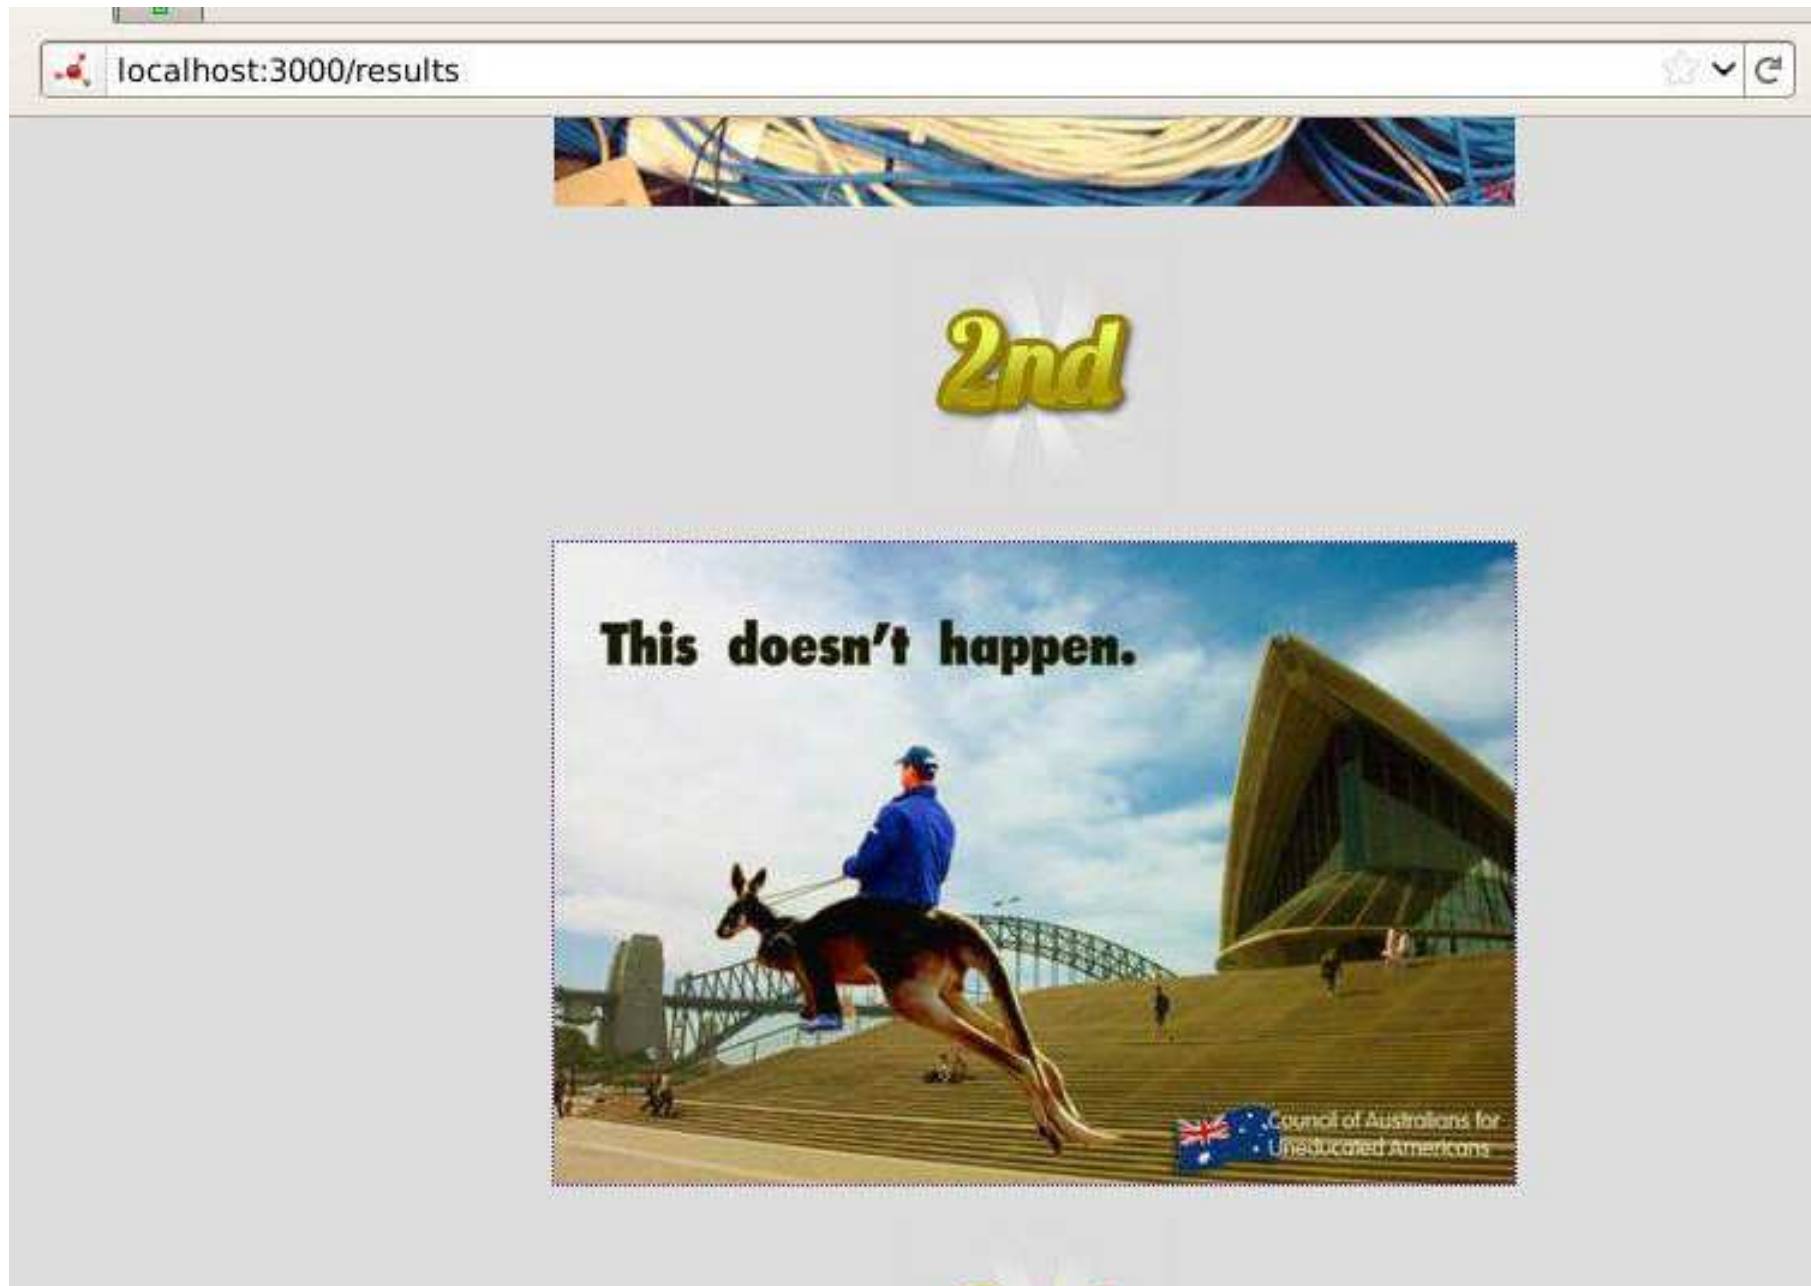 localhost:3000/results
2nd
This doesn't happen.
Council of Australians for
Uneducated Americans